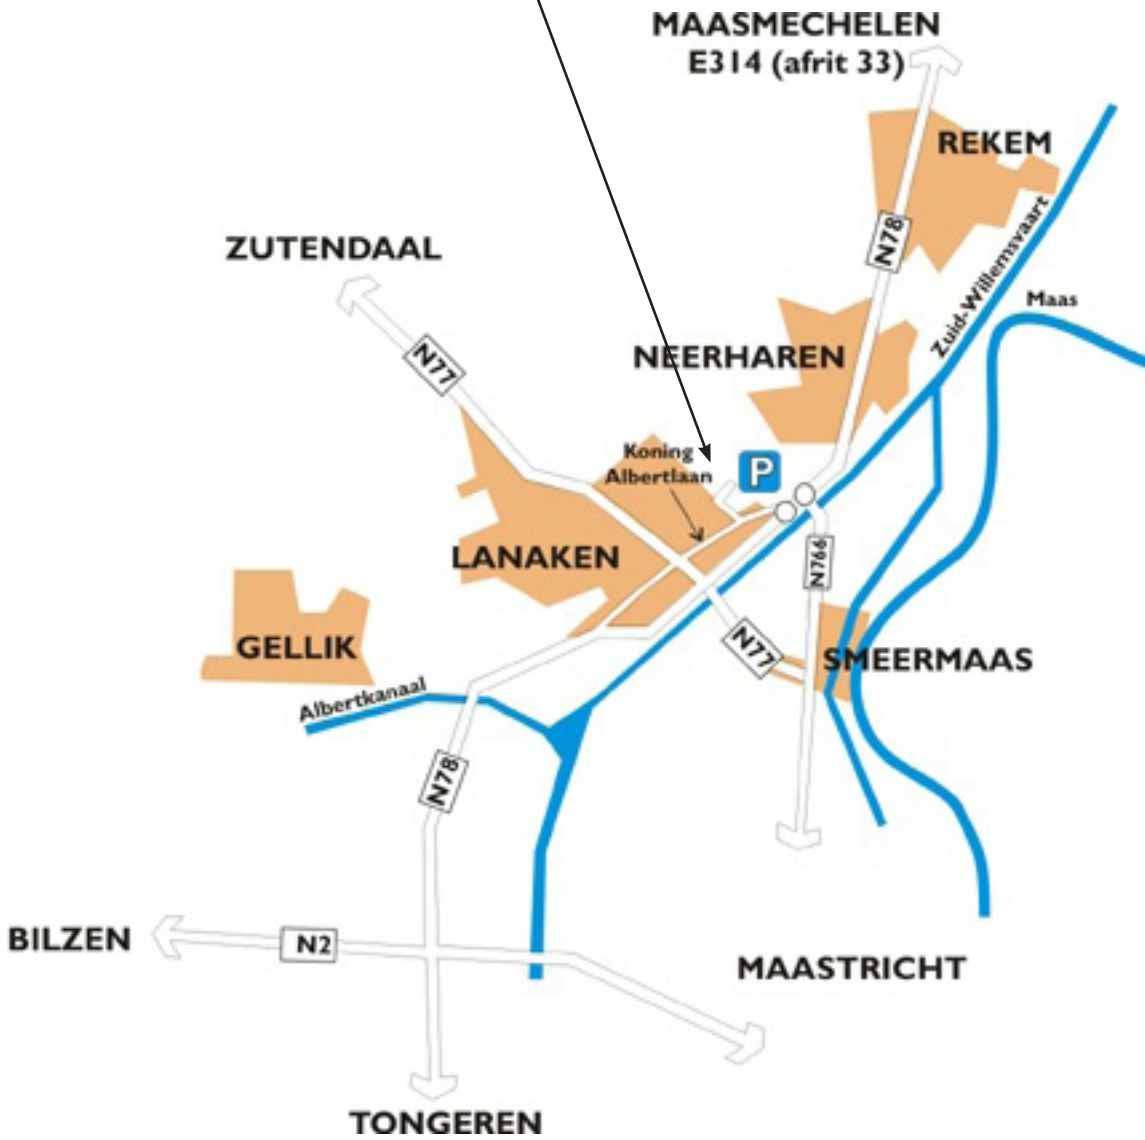 MAASMECHELEN
E314 (afrit 33)
REKEM
N78
Zuid-Willemsvaart
ZUTENDAAL
Maas
N77
NEERHAREN
Koning
Albertlaan
P
LANAKEN
N766
GELLIK
N77
SMEERMAAS
Albertkanaal
N78
BILZEN
N2
MAASTRICHT
TONGEREN